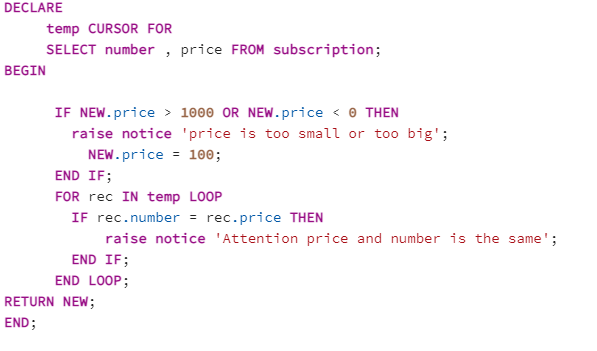 DECLARE
temp CURSOR FOR
SELECT number , price FROM subscription;
BEGIN
IF NEW.price > 1000 OR NEW.price < 0 THEN
raise notice 'price is too small or too big';
NEW.price = 100;
END IF;
FOR rec IN temp LOOP
IF rec.number = rec.price THEN
raise notice 'Attention price and number is the same';
END IF;
END LOOP;
RETURN NEW;
END;